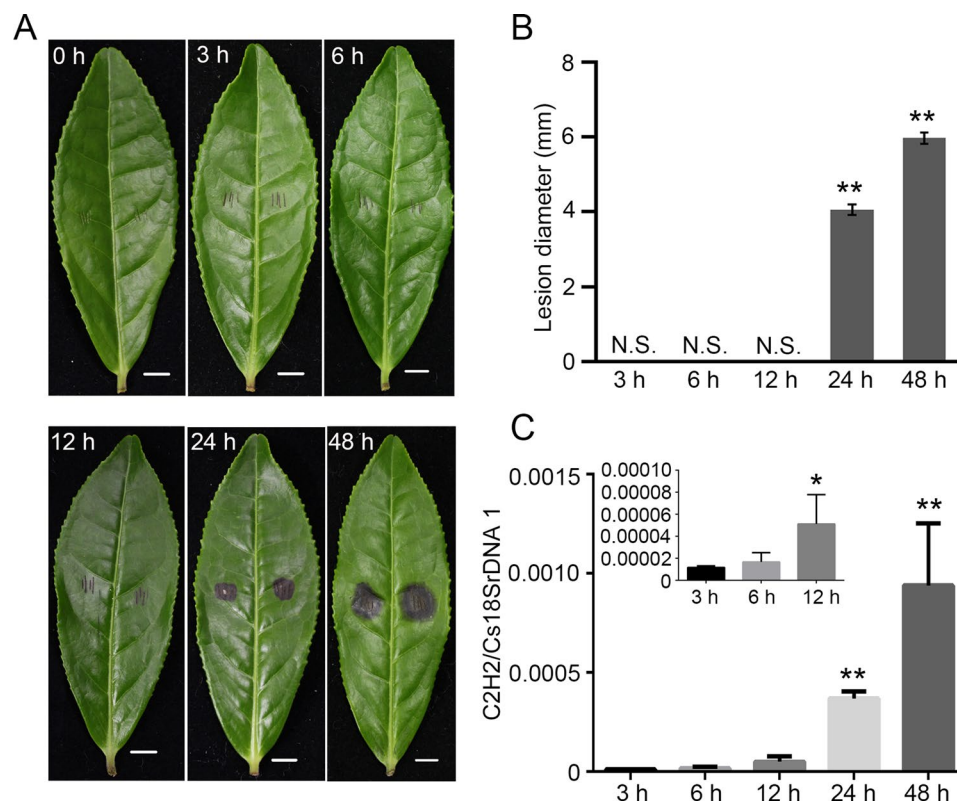 A
0 h
3 h
6 h
12 h
24 h
48 h
B
Lesion diameter (mm)
8
6
4
2
0
N.S.
N.S.
N.S.
**
**
3 h
6 h
12 h
24 h
48 h
C
C2H2/Cs18SrDNA 1
0.0015
0.0010
0.0005
0
0.00010
0.00008
0.00006
0.00004
0.00002
0
*
3 h
6 h
12 h
**
**
3 h
6 h
12 h
24 h
48 h